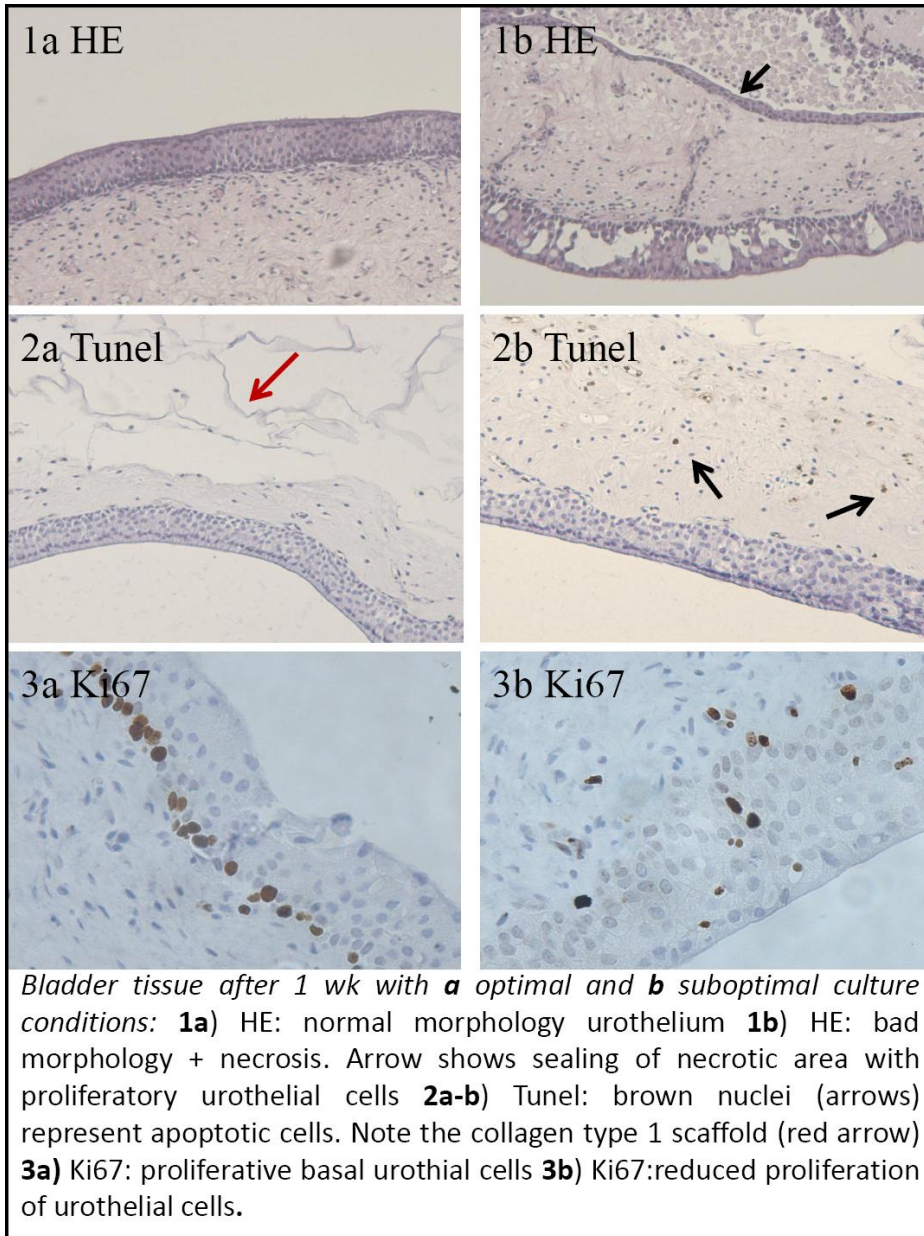 1a HE
1b HE
2a Tunel
2b Tunel
3a Ki67
3b Ki67
Bladder tissue after 1 wk with a optimal and b suboptimal culture
conditions: 1a) HE: normal morphology urothelium 1b) HE: bad
morphology + necrosis. Arrow shows sealing of necrotic area with
proliferatory urothelial cells 2a-b) Tunel: brown nuclei (arrows)
represent apoptotic cells. Note the collagen type 1 scaffold (red arrow)
3a) Ki67: proliferative basal urothial cells 3b) Ki67:reduced proliferation
of urothelial cells.